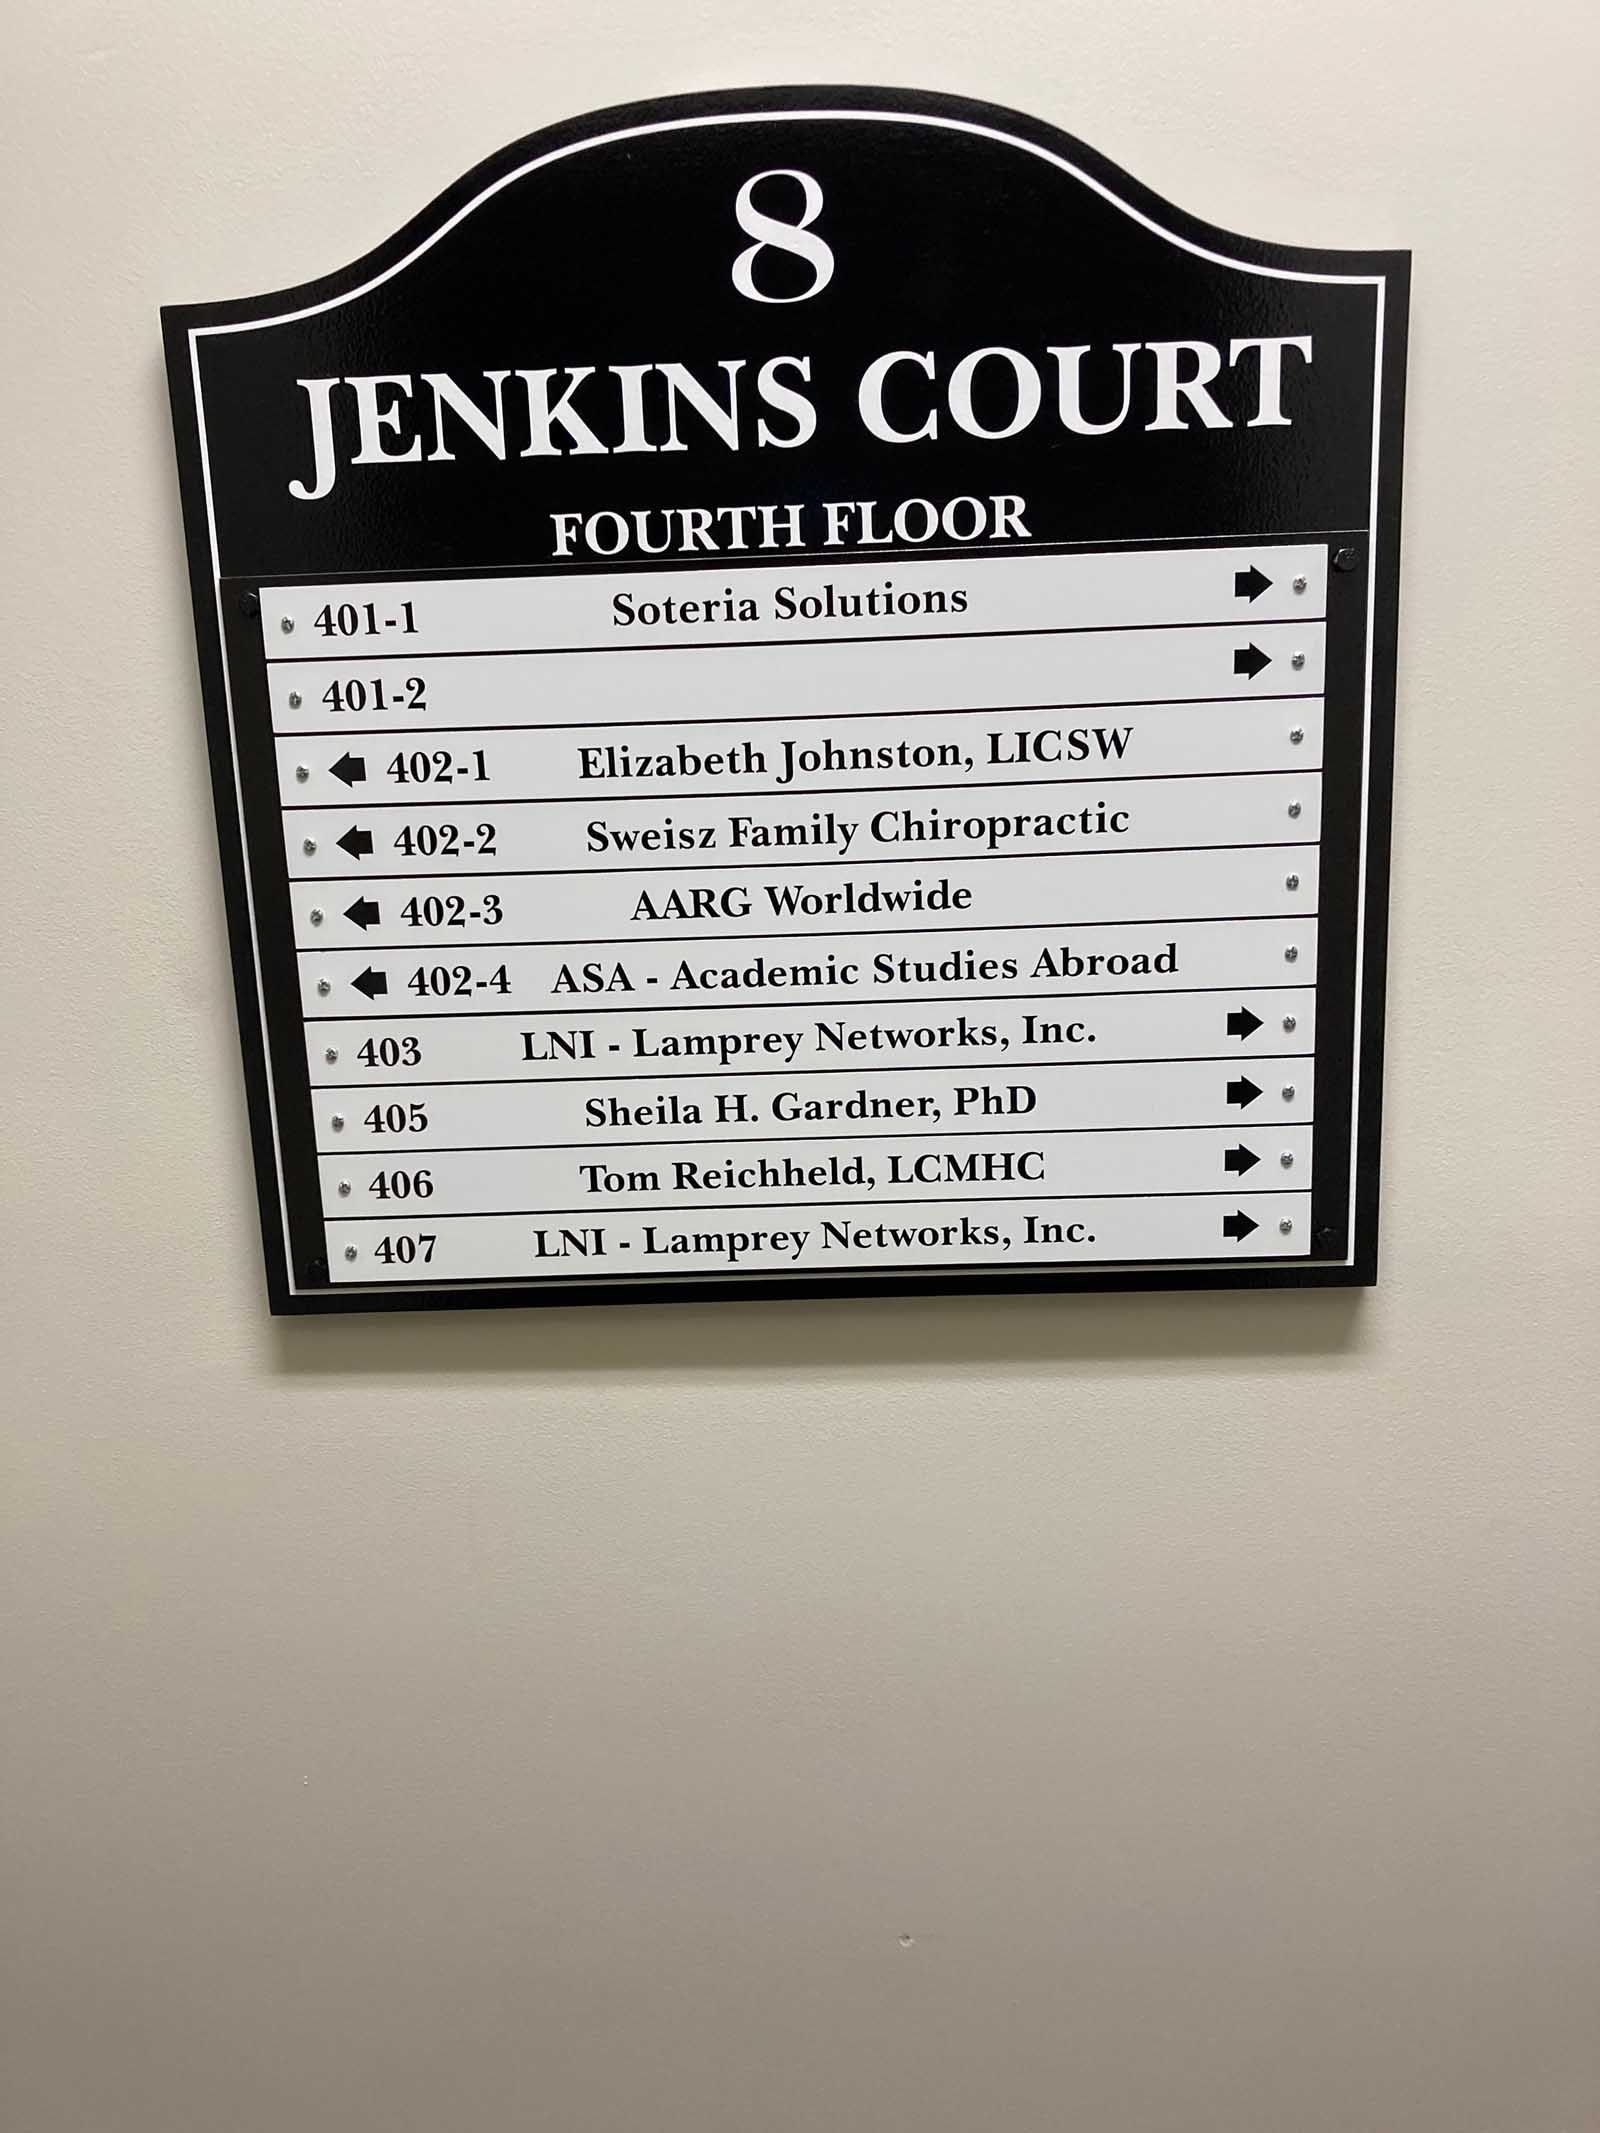 8
JENKINS COURT
FOURTH FLOOR
401-1 Soteria Solutions
401-2
402-1 Elizabeth Johnston, LICSW
402-2 Sweisz Family Chiropractic
402-3 AARG Worldwide
402-4 ASA - Academic Studies Abroad
403 LNI - Lamprey Networks, Inc.
405 Sheila H. Gardner, PhD
406 Tom Reichheld, LCMHC
407 LNI - Lamprey Networks, Inc.